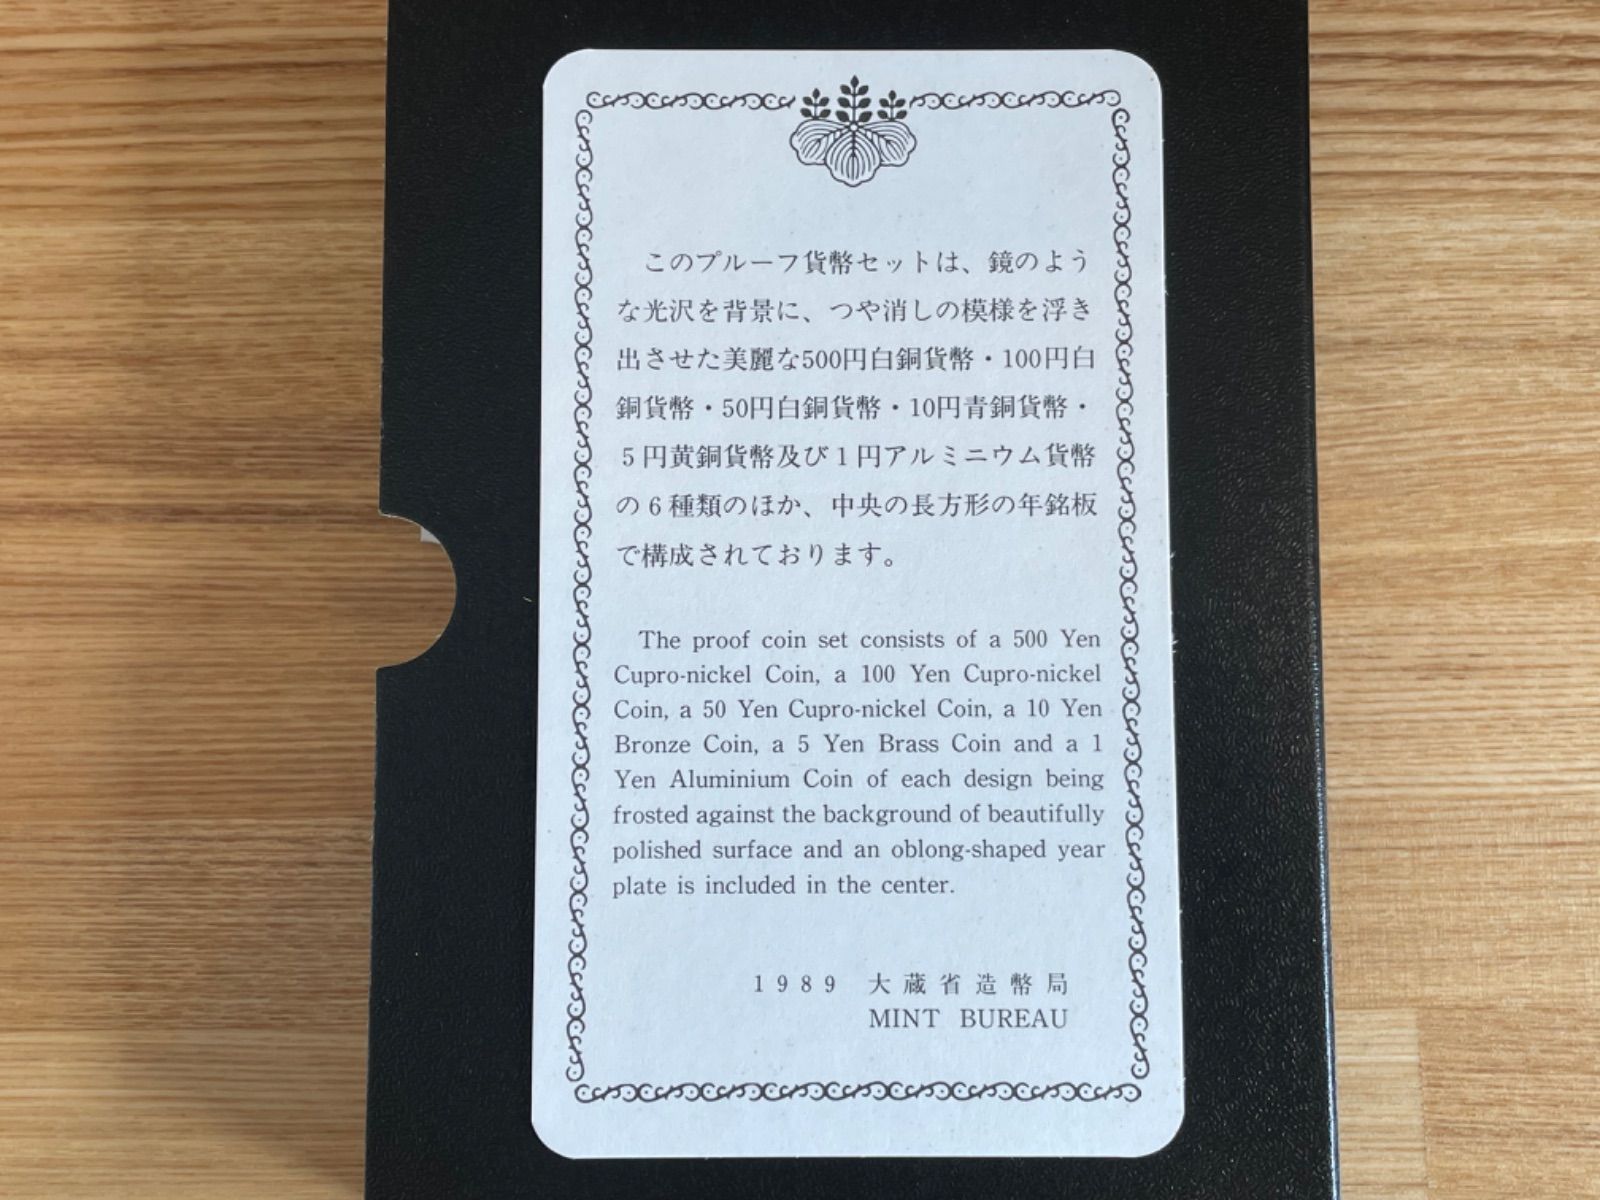 このプルーフ貨幣セットは、鏡のよう
な光沢を背景に、つや消しの模様を浮き
出させた美麗な500円白銅貨幣・100円白
銅貨幣・50円白銅貨幣・10円青銅貨幣・
5円黄銅貨幣及び1円アルミニウム貨幣
の6種類のほか、中央の長方形の年銘板
で構成されております。
The proof coin set consists of a 500 Yen
Cupro-nickel Coin, a 100 Yen Cupro-nickel
Coin, a 50 Yen Cupro-nickel Coin, a 10 Yen
Bronze Coin, a 5 Yen Brass Coin and a 1
Yen Aluminium Coin of each design being
frosted against the background of beautifully
polished surface and an oblong-shaped year
plate is included in the center.
1989 大蔵省造幣局
MINT BUREAU